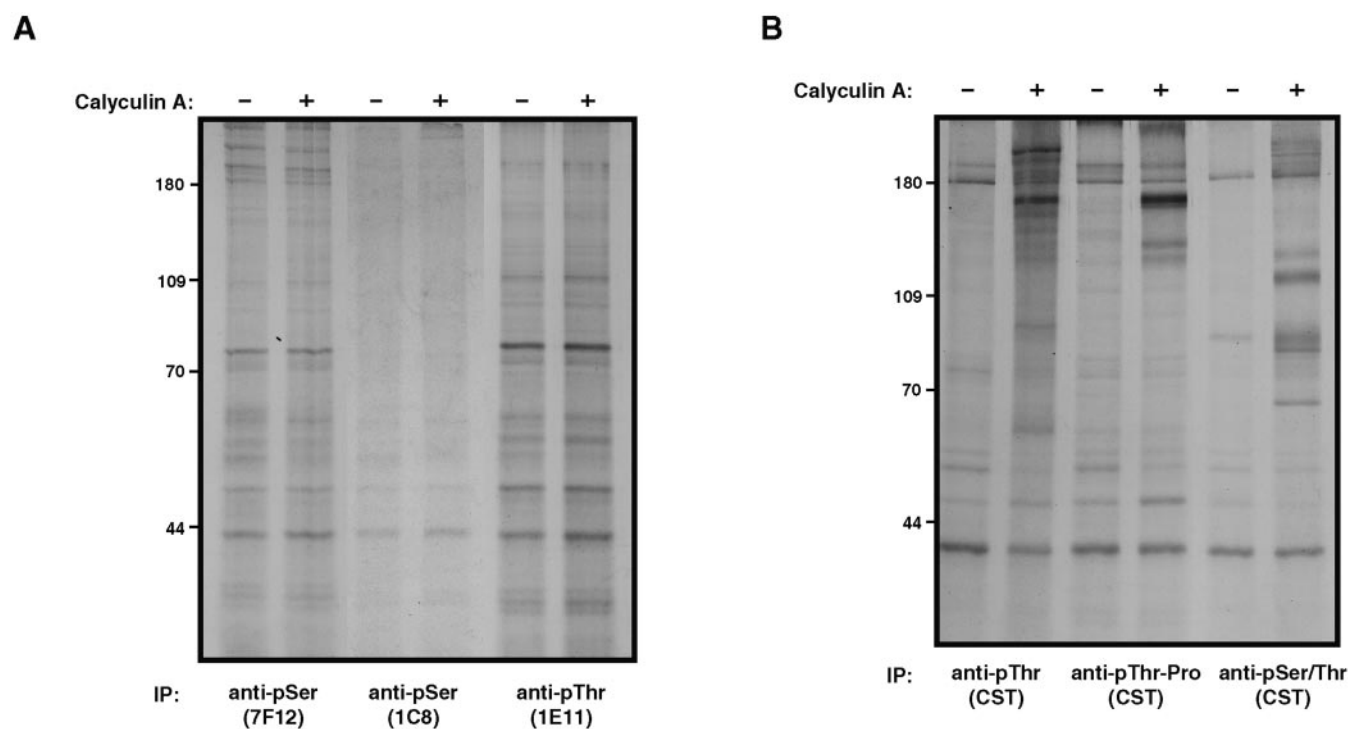 A
Calyculin A: − + − + − +
180
109
70
44
IP: anti-pSer (7F12) anti-pSer (1C8) anti-pThr (1E11)
B
Calyculin A: − + − + − +
180
109
70
44
IP: anti-pThr (CST) anti-pThr-Pro (CST) anti-pSer/Thr (CST)